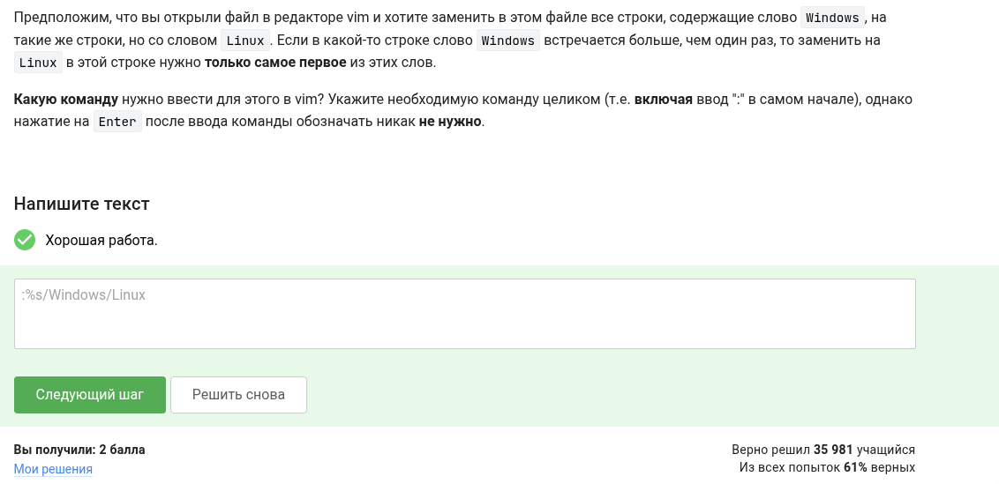 Предположим, что вы открыли файл в редакторе vim и хотите заменить в этом файле все строки, содержащие слово Windows , на
такие же строки, но со словом Linux . Если в какой-то строке слово Windows встречается больше, чем один раз, то заменить на
Linux в этой строке нужно только самое первое из этих слов.
Какую команду нужно ввести для этого в vim? Укажите необходимую команду целиком (т.е. включая ввод ":" в самом начале), однако
нажатие на Enter после ввода команды обозначать никак не нужно.
Напишите текст
Хорошая работа.
:%s/Windows/Linux
Следующий шаг Решить снова
Вы получили: 2 балла Верно решил 35 981 учащийся
Мои решения Из всех попыток 61% верных